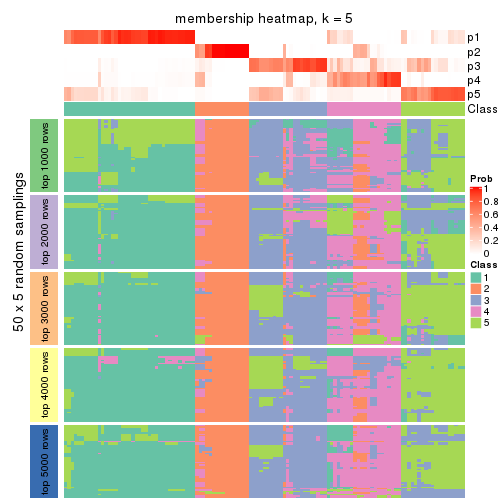 membership heatmap, k = 5
p1
p2
p3
p4
p5
Class
50 x 5 random samplings
top 1000 rows
top 2000 rows
top 3000 rows
top 4000 rows
top 5000 rows
Prob
1
0.8
0.6
0.4
0.2
0
Class
1
2
3
4
5